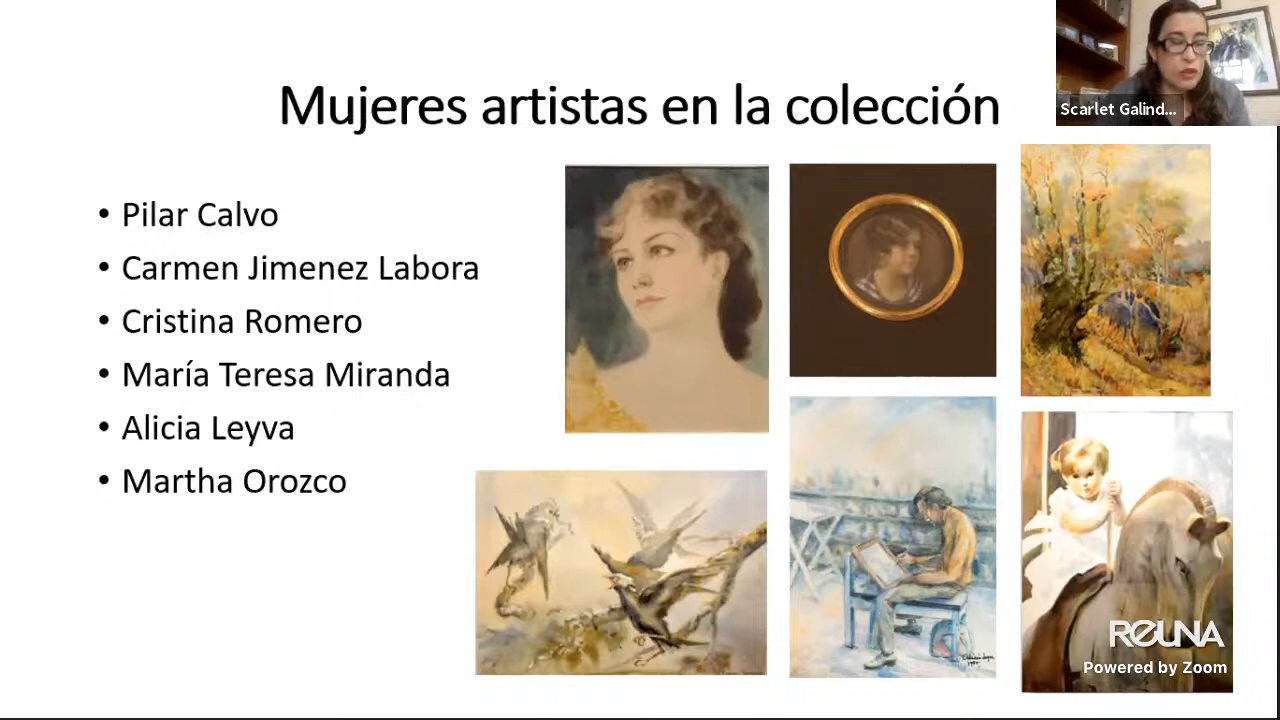 Mujeres artistas en la colección
Scarlet Galind...
• Pilar Calvo
• Carmen Jimenez Labora
• Cristina Romero
• María Teresa Miranda
• Alicia Leyva
• Martha Orozco
REUNA
Powered by Zoom